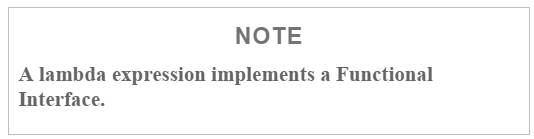 NOTE
A lambda expression implements a Functional
Interface.